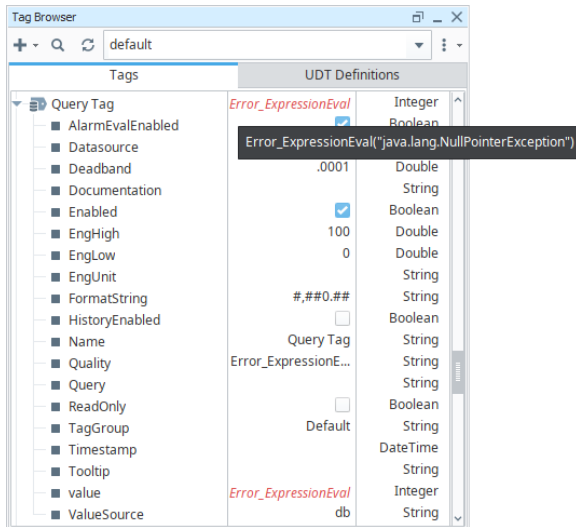 Tag Browser
default
Tags UDT Definitions
Query Tag Error_ExpressionEval Integer
AlarmEvalEnabled Boolean
Error_ExpressionEval("java.lang.NullPointerException")
Datasource
Deadband .0001 Double
Documentation String
Enabled Boolean
EngHigh 100 Double
EngLow 0 Double
EngUnit String
FormatString #,##0.## String
HistoryEnabled Boolean
Name Query Tag String
Quality Error_ExpressionE... String
Query String
ReadOnly Boolean
TagGroup Default String
Timestamp DateTime
Tooltip String
value Error_ExpressionEval Integer
ValueSource db String